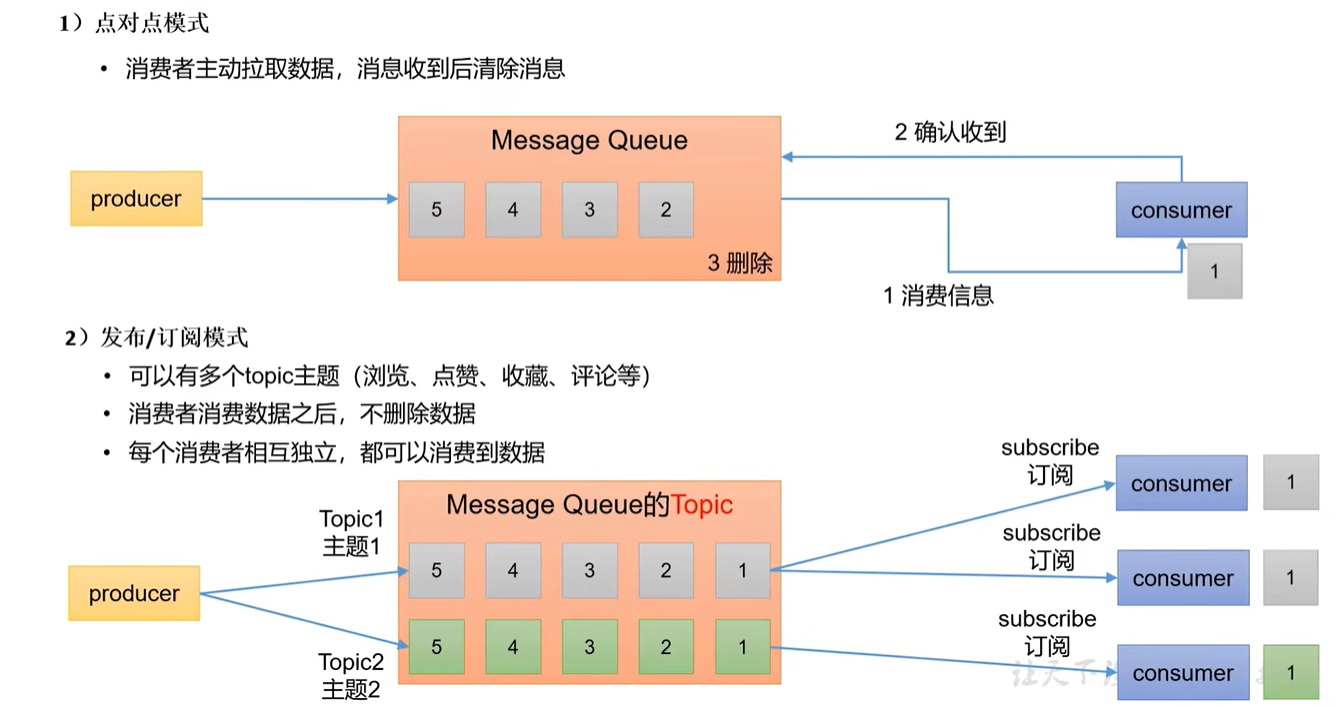 1）点对点模式
• 消费者主动拉取数据，消息收到后清除消息
Message Queue
2 确认收到
producer
5 4 3 2
consumer
3 删除
1
1 消费信息
2）发布/订阅模式
• 可以有多个topic主题（浏览、点赞、收藏、评论等）
• 消费者消费数据之后，不删除数据
• 每个消费者相互独立，都可以消费到数据
Message Queue的Topic
subscribe
订阅
consumer
1
Topic1
主题1
5 4 3 2 1
subscribe
订阅
consumer
1
producer
5 4 3 2 1
subscribe
订阅
Topic2
主题2
consumer
1
让天下